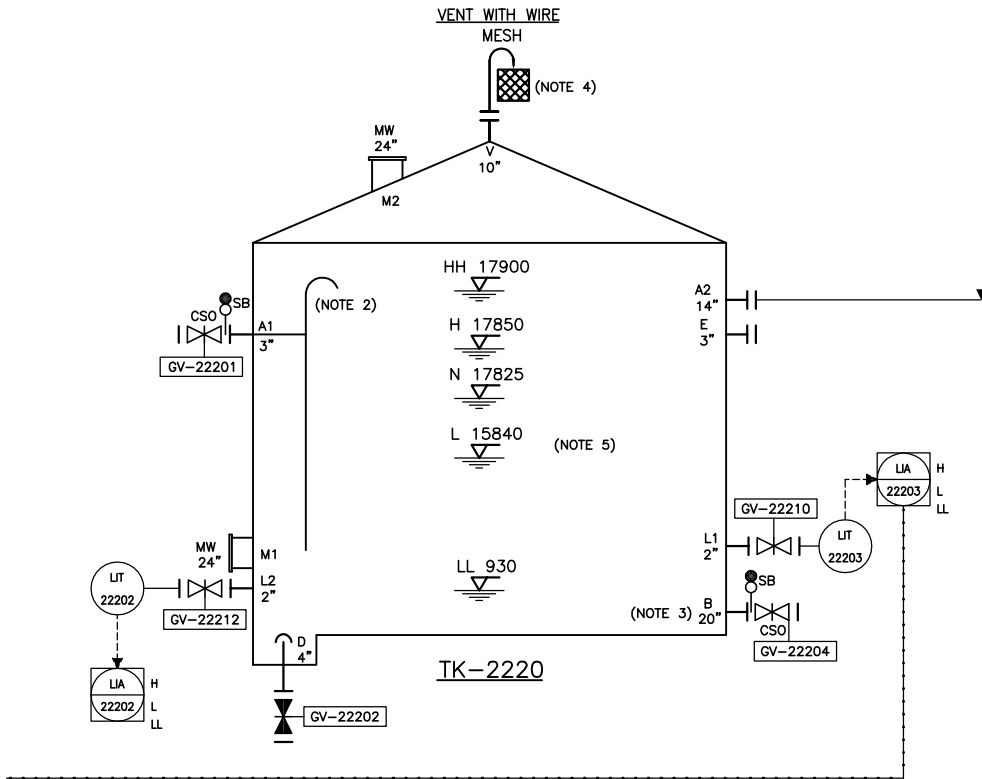 VENT WITH WIRE
MESH
(NOTE 4)
MW
24"
V
10"
M2
HH 17900
A2
14"
SB
(NOTE 2)
CSO
A1
3"
H 17850
E
3"
GV-22201
N 17825
L 15840
(NOTE 5)
LIA
22203
H
L
LL
GV-22210
MW
24"
M1
L1
2"
LIT
22203
LIT
22202
L2
2"
LL 930
SB
GV-22212
(NOTE 3)
B
20"
CSO
D
4"
GV-22204
TK-2220
LIA
22202
H
L
LL
GV-22202